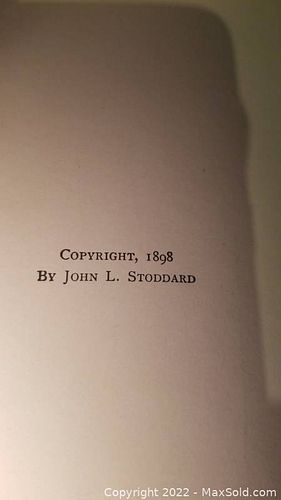 Copyright, 1898
By John L. Stoddard
Copyright 2022 - MaxSold.com